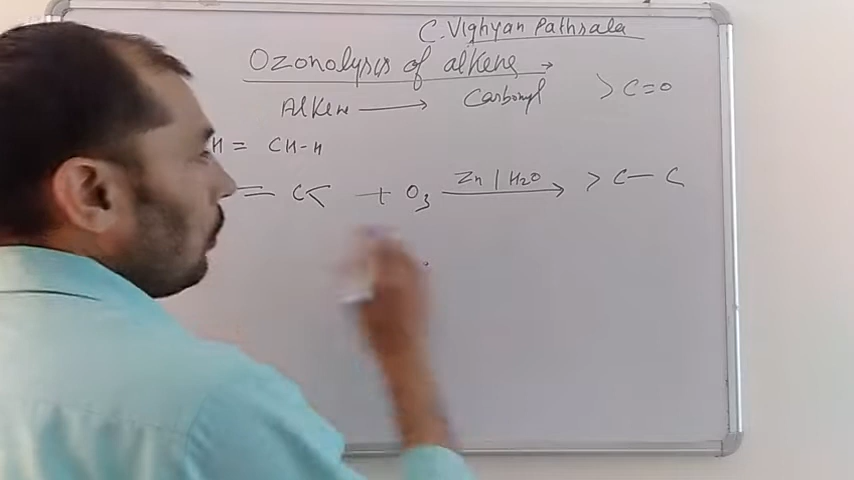 C. Vighyan Pathsala
Ozonolysis of alkene →
Alkene → Carbonyl >C=O
H = CH-H
= C< + O3 Zn | H2O → >C-C